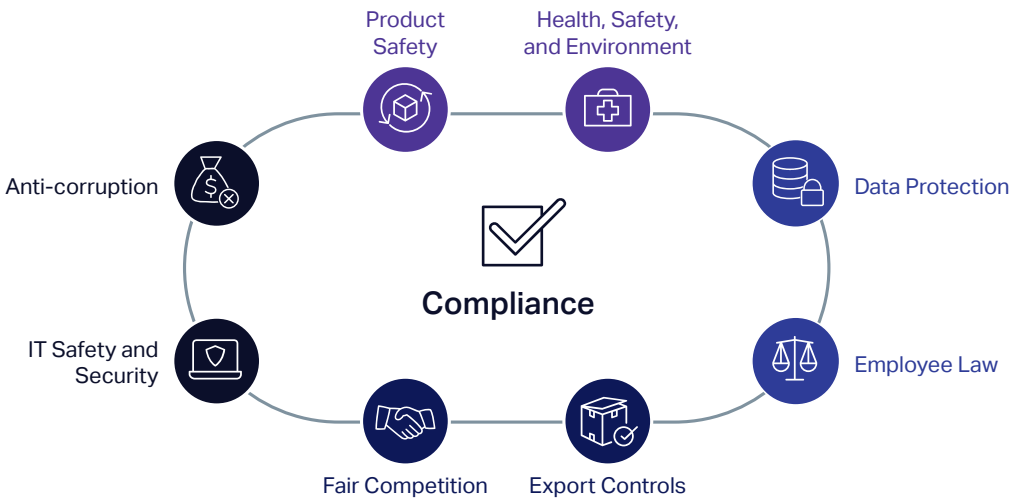 Product
Safety
Health, Safety,
and Environment
Anti-corruption
$
Data Protection
Compliance
IT Safety and
Security
Employee Law
Fair Competition
Export Controls